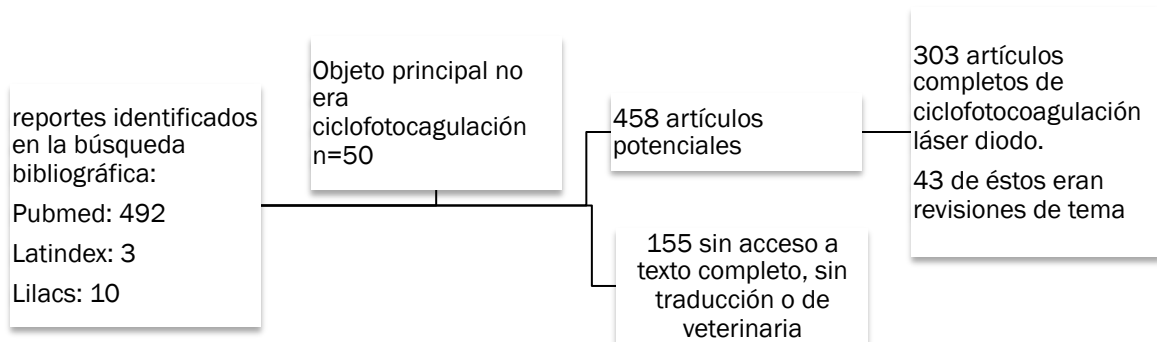 reportes identificados
en la búsqueda
bibliográfica:
Pubmed: 492
Latindex: 3
Lilacs: 10
Objeto principal no
era
ciclofotocagulación
n=50
458 artículos
potenciales
155 sin acceso a
texto completo, sin
traducción o de
veterinaria
303 artículos
completos de
ciclofotocoagulación
láser diodo.
43 de éstos eran
revisiones de tema